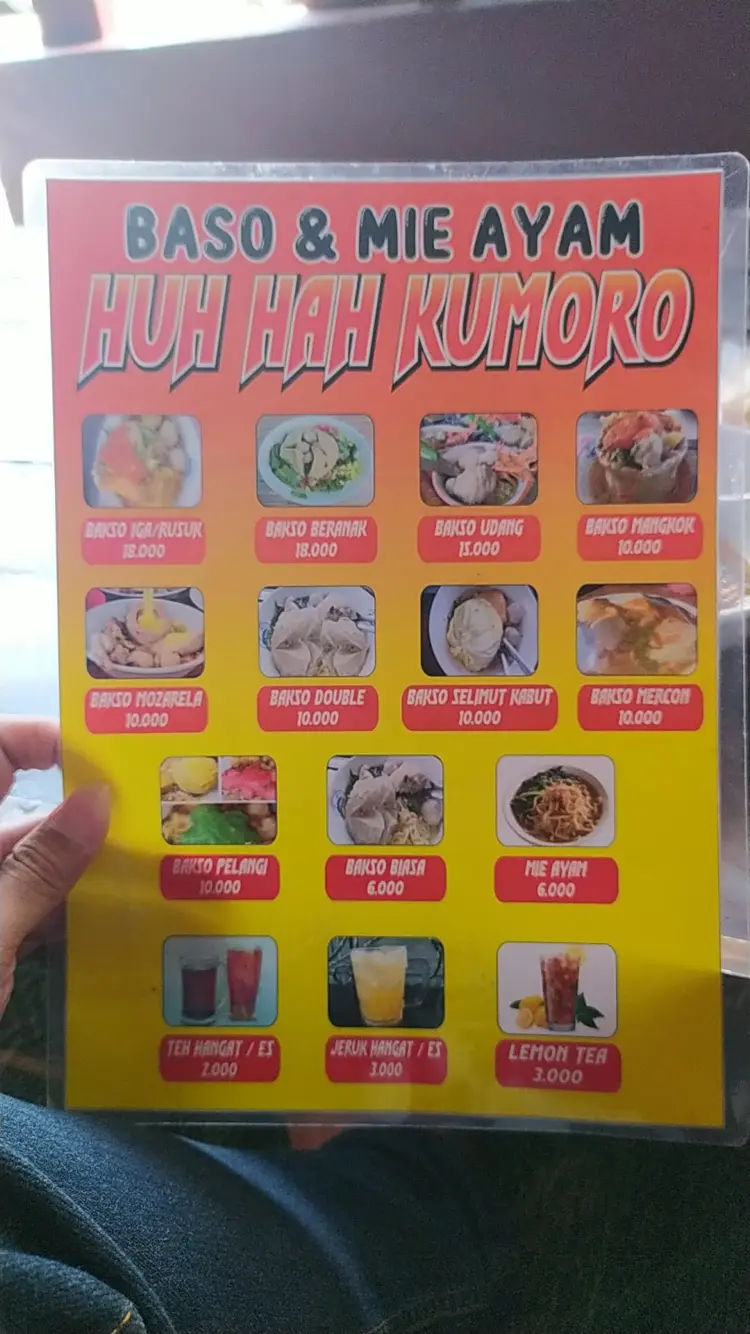 BASO & MIE AYAM
HUH HAH KUMORO
BAKSO IGA/RUSUK
18.000
BAKSO BERANAK
18.000
BAKSO UDANG
15.000
BAKSO MANGKOK
10.000
BAKSO MOZARELA
10.000
BAKSO DOUBLE
10.000
BAKSO SELIMUT KABUT
10.000
BAKSO MERCON
10.000
BAKSO PELANGI
10.000
BAKSO BIASA
6.000
MIE AYAM
6.000
TEH HANGAT / ES
2.000
JERUK HANGAT / ES
3.000
LEMON TEA
3.000